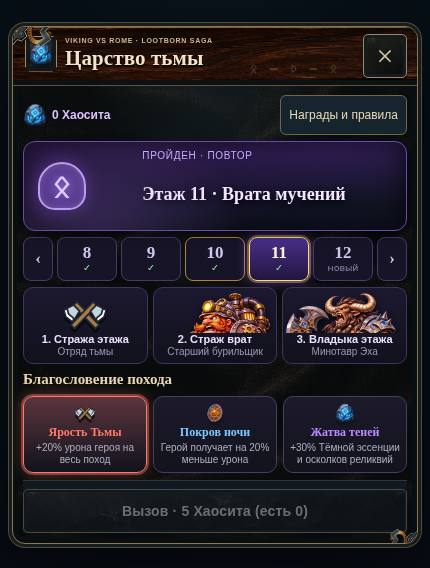 VIKING VS ROME · LOOTBORN SAGA
Царство тьмы
0 Хаосита
Награды и правила
ПРОЙДЕН · ПОВТОР
Этаж 11 · Врата мучений
‹ 8 ✓ 9 ✓ 10 ✓ 11 ✓ 12 новый ›
1. Стража этажа
Отряд тьмы
2. Страж врат
Старший бурильщик
3. Владыка этажа
Минотавр Эха
Благословение похода
Ярость Тьмы
+20% урона героя на
весь поход
Покров ночи
Герой получает на 20%
меньше урона
Жатва теней
+30% Тёмной эссенции
и осколков реликвий
Вызов · 5 Хаосита (есть 0)